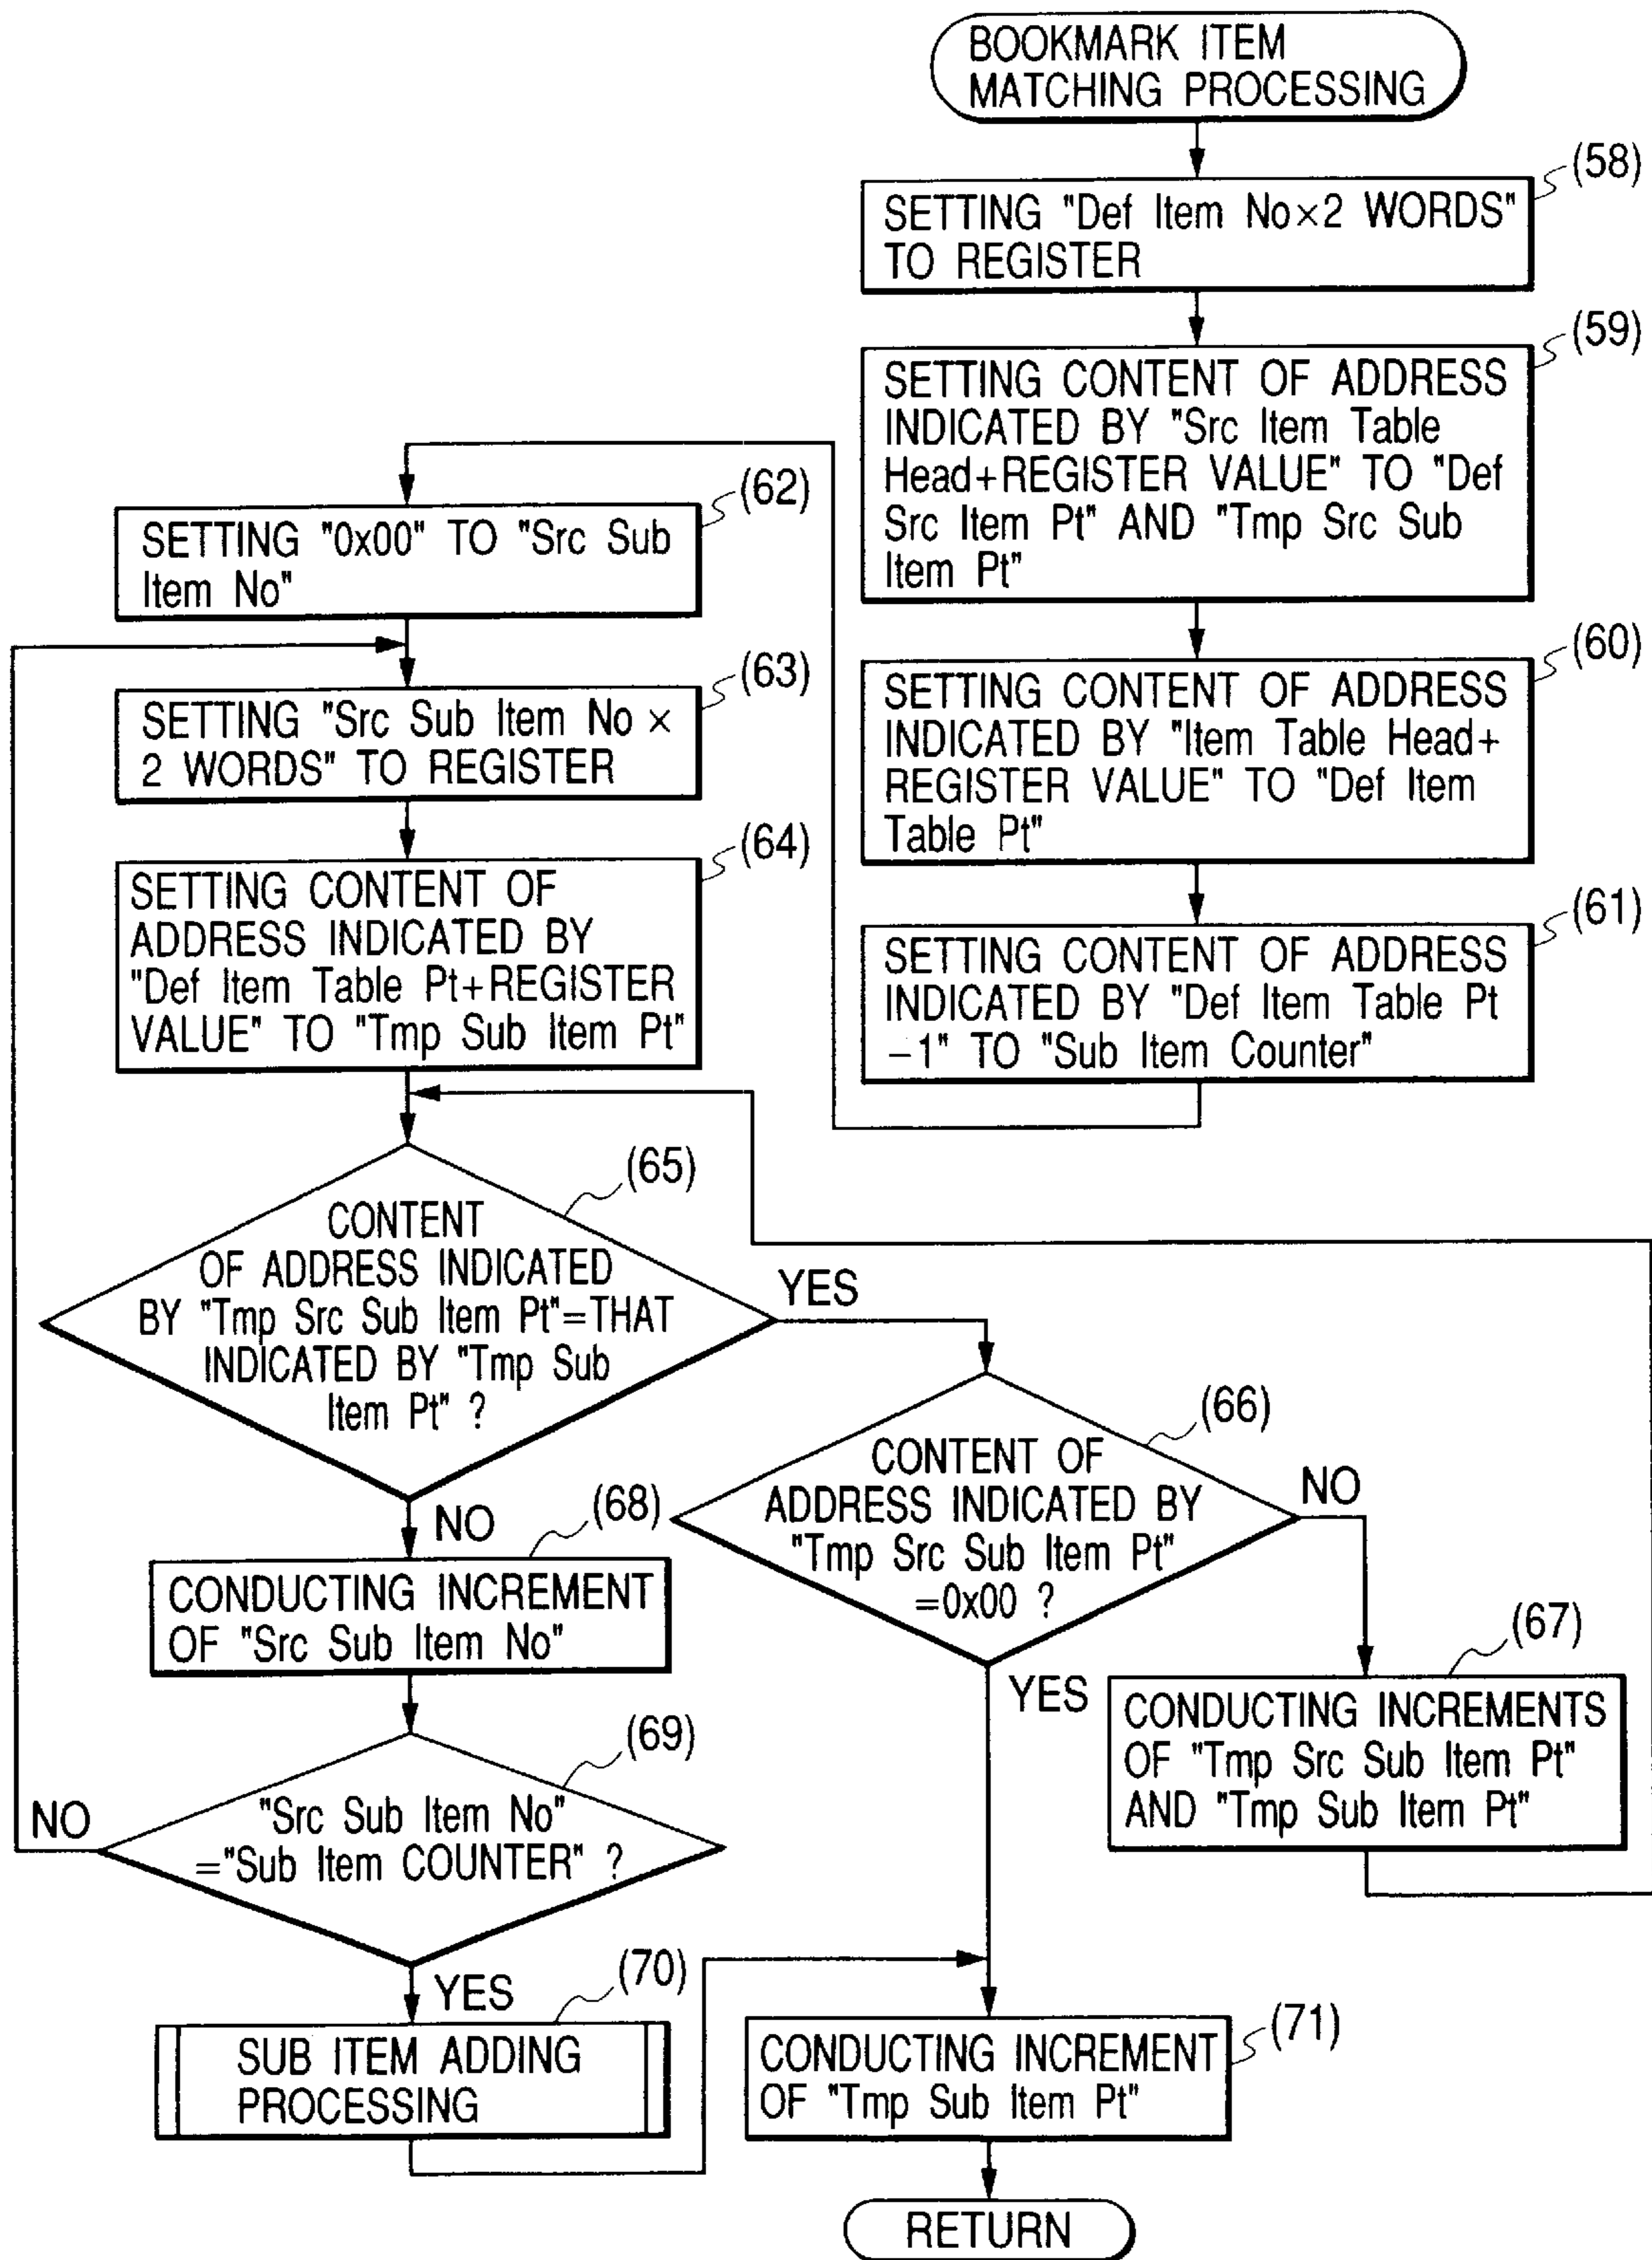 BOOKMARK ITEM
MATCHING PROCESSING
(58)
SETTING "Def Item No×2 WORDS"
TO REGISTER
(59)
SETTING CONTENT OF ADDRESS
INDICATED BY "Src Item Table
Head+REGISTER VALUE" TO "Def
Src Item Pt" AND "Tmp Src Sub
Item Pt"
(60)
SETTING CONTENT OF ADDRESS
INDICATED BY "Item Table Head+
REGISTER VALUE" TO "Def Item
Table Pt"
(61)
SETTING CONTENT OF ADDRESS
INDICATED BY "Def Item Table Pt
−1" TO "Sub Item Counter"
(62)
SETTING "0x00" TO "Src Sub
Item No"
(63)
SETTING "Src Sub Item No ×
2 WORDS" TO REGISTER
(64)
SETTING CONTENT OF
ADDRESS INDICATED BY
"Def Item Table Pt+REGISTER
VALUE" TO "Tmp Sub Item Pt"
(65)
CONTENT
OF ADDRESS INDICATED
BY "Tmp Src Sub Item Pt"=THAT
INDICATED BY "Tmp Sub
Item Pt" ?
YES
NO
(66)
CONTENT OF
ADDRESS INDICATED BY
"Tmp Src Sub Item Pt"
=0x00 ?
NO
YES
(67)
CONDUCTING INCREMENTS
OF "Tmp Src Sub Item Pt"
AND "Tmp Sub Item Pt"
(68)
CONDUCTING INCREMENT
OF "Src Sub Item No"
(69)
"Src Sub Item No"
="Sub Item COUNTER" ?
NO
YES
(70)
SUB ITEM ADDING
PROCESSING
(71)
CONDUCTING INCREMENT
OF "Tmp Sub Item Pt"
RETURN